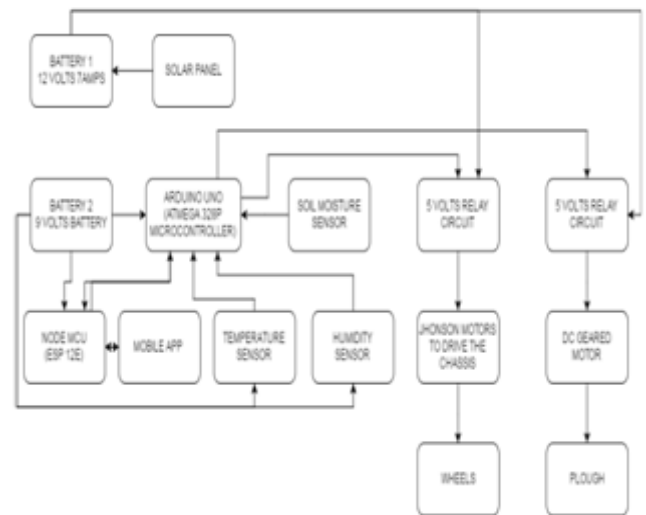 BATTERY 1
12 VOLTS 7AMPS
SOLAR PANEL
BATTERY 2
9 VOLTS BATTERY
ARDUINO UNO
(ATMEGA 328P
MICROCONTROLLER)
SOIL MOISTURE
SENSOR
5 VOLTS RELAY
CIRCUIT
5 VOLTS RELAY
CIRCUIT
NODE MCU
(ESP 12E)
MOBILE APP
TEMPERATURE
SENSOR
HUMIDITY
SENSOR
JHONSON MOTORS
TO DRIVE THE
CHASSIS
DC GEARED
MOTOR
WHEELS
PLOUGH